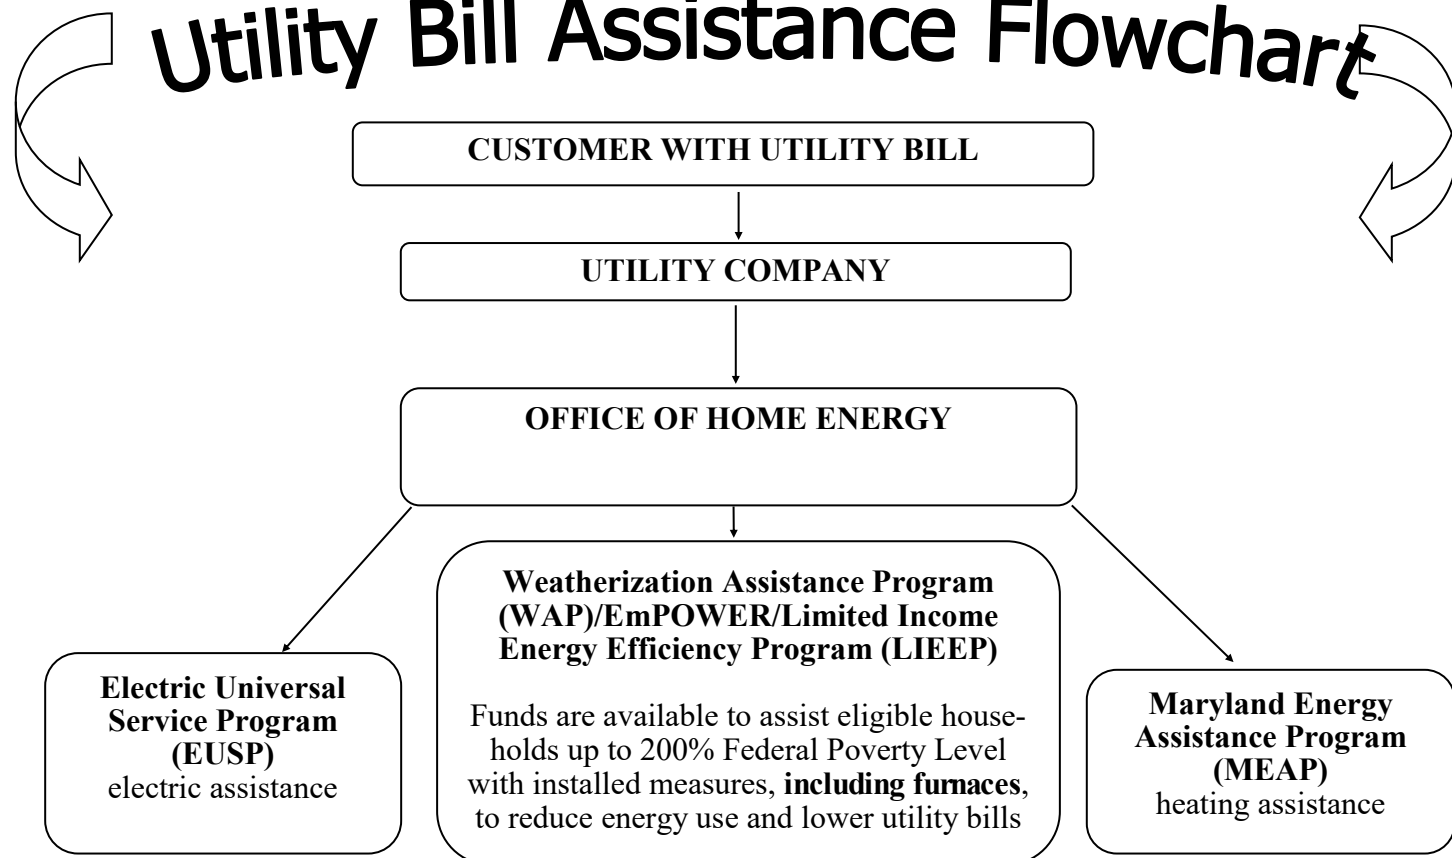 Utility Bill Assistance Flowchart
CUSTOMER WITH UTILITY BILL
UTILITY COMPANY
OFFICE OF HOME ENERGY
Weatherization Assistance Program
(WAP)/EmPOWER/Limited Income
Energy Efficiency Program (LIEEP)
Funds are available to assist eligible house-
holds up to 200% Federal Poverty Level
with installed measures, including furnaces,
to reduce energy use and lower utility bills
Electric Universal
Service Program
(EUSP)
electric assistance
Maryland Energy
Assistance Program
(MEAP)
heating assistance